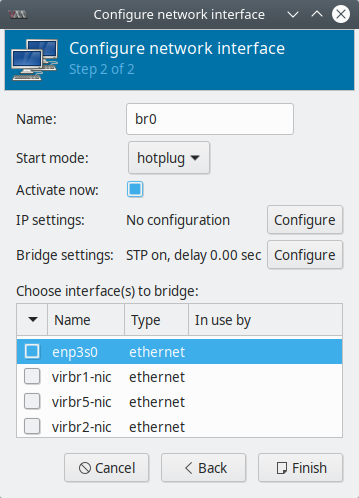 Configure network interface
Configure network interface
Step 2 of 2
Name: br0
Start mode: hotplug
Activate now:
IP settings: No configuration Configure
Bridge settings: STP on, delay 0.00 sec Configure
Choose interface(s) to bridge:
Name Type In use by
enp3s0 ethernet
virbr1-nic ethernet
virbr5-nic ethernet
virbr2-nic ethernet
Cancel Back Finish